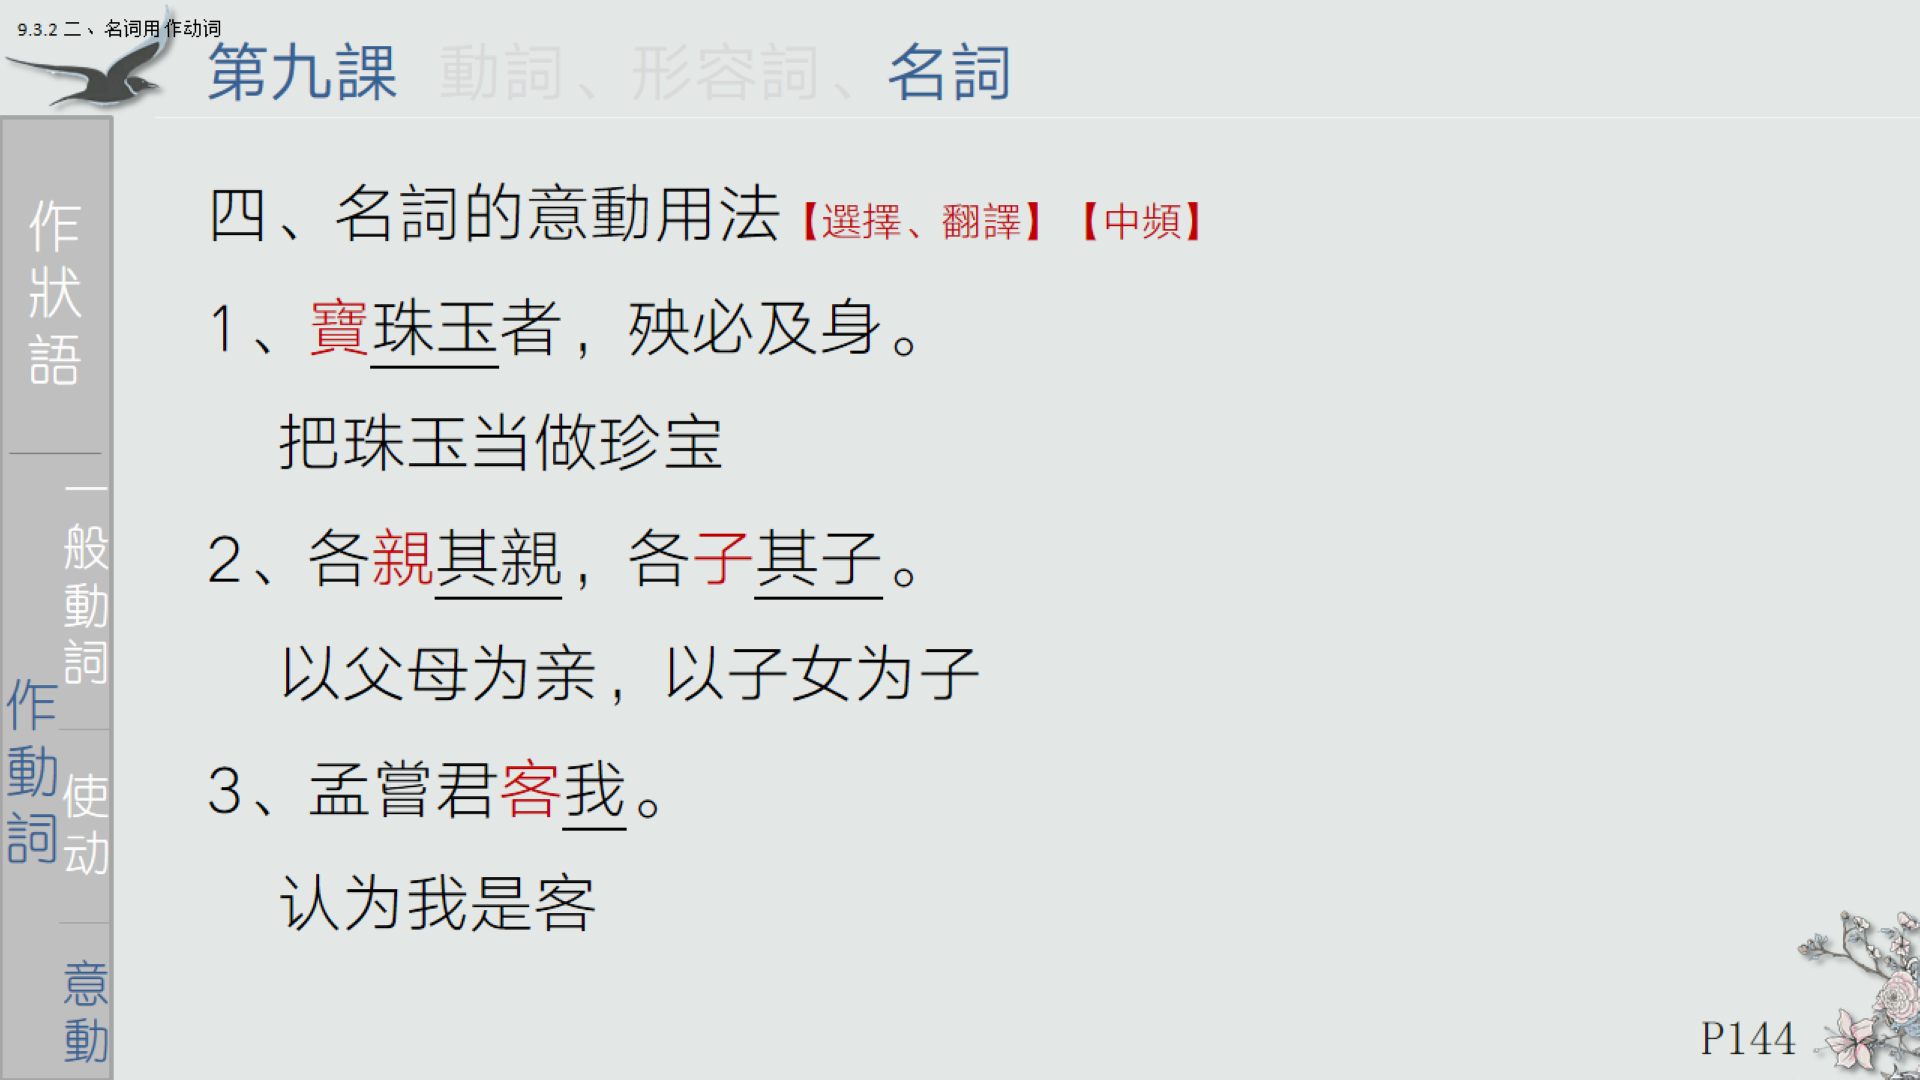 9.3.2 二、名词用作动词
第九課 動詞、形容詞、名詞
作狀語
作動詞
一般動詞
使动
意動
四、名詞的意動用法【選擇、翻譯】【中頻】
1、寶珠玉者，殃必及身。
把珠玉当做珍宝
2、各親其親，各子其子。
以父母为亲，以子女为子
3、孟嘗君客我。
认为我是客
P144